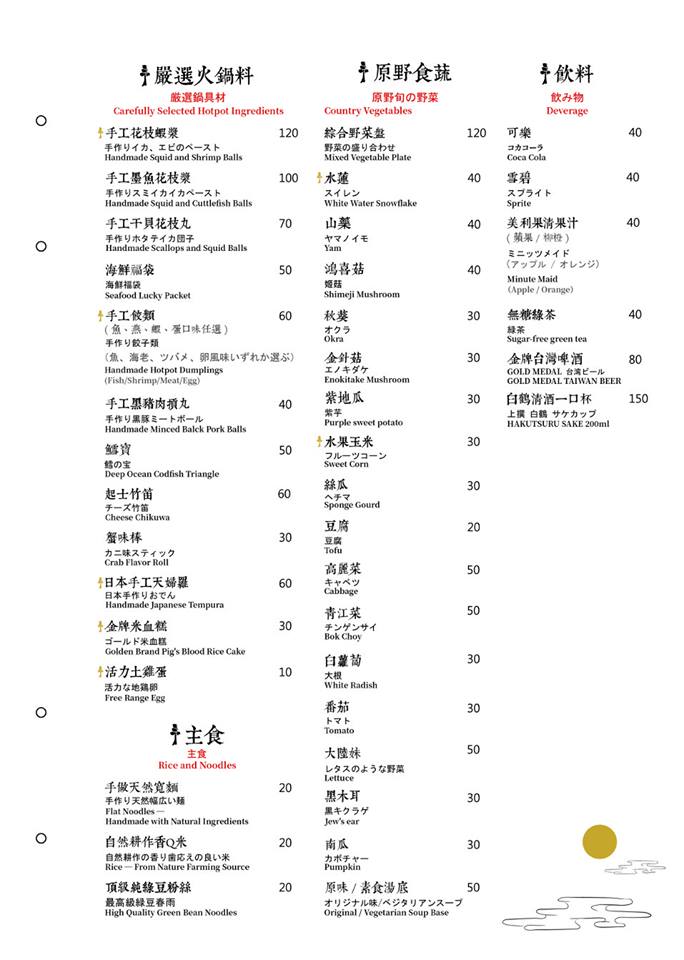 嚴選火鍋料
厳選鍋具材
Carefully Selected Hotpot Ingredients
手工花枝蝦漿 120
手作りイカ、エビのペースト
Handmade Squid and Shrimp Balls
手工墨魚花枝漿 100
手作りスミイカイカペースト
Handmade Squid and Cuttlefish Balls
手工干貝花枝丸 70
手作りホタテイカ団子
Handmade Scallops and Squid Balls
海鮮福袋 50
海鮮福袋
Seafood Lucky Packet
手工餃類 60
( 魚、燕、蝦、蛋口味任選 )
手作り餃子類
（魚、海老、ツバメ、卵風味いずれか選ぶ）
Handmade Hotpot Dumplings
(Fish/Shrimp/Meat/Egg)
手工黑豬肉摃丸 40
手作り黒豚ミートボール
Handmade Minced Balck Pork Balls
鱈寶 50
鱈の宝
Deep Ocean Codfish Triangle
起士竹笛 60
チーズ竹笛
Cheese Chikuwa
蟹味棒 30
カニ味スティック
Crab Flavor Roll
日本手工天婦羅 60
日本手作りおでん
Handmade Japanese Tempura
金牌米血糕 30
ゴールド米血糕
Golden Brand Pig's Blood Rice Cake
活力土雞蛋 10
活力な地鶏卵
Free Range Egg
主食
主食
Rice and Noodles
手做天然寬麵 20
手作り天然幅広い麺
Flat Noodles —
Handmade with Natural Ingredients
自然耕作香Q米 20
自然耕作の香り歯応えの良い米
Rice — From Nature Farming Source
頂級純綠豆粉絲 20
最高級緑豆春雨
High Quality Green Bean Noodles
原野食蔬
原野旬の野菜
Country Vegetables
綜合野菜盤 120
野菜の盛り合わせ
Mixed Vegetable Plate
水蓮 40
スイレン
White Water Snowflake
山藥 40
ヤマノイモ
Yam
鴻喜菇 40
姬菇
Shimeji Mushroom
秋葵 30
オクラ
Okra
金針菇 30
エノキダケ
Enokitake Mushroom
紫地瓜 30
紫芋
Purple sweet potato
水果玉米 30
フルーツコーン
Sweet Corn
絲瓜 30
ヘチマ
Sponge Gourd
豆腐 20
豆腐
Tofu
高麗菜 50
キャベツ
Cabbage
青江菜 50
チンゲンサイ
Bok Choy
白蘿蔔 30
大根
White Radish
番茄 30
トマト
Tomato
大陸妹 50
レタスのような野菜
Lettuce
黑木耳 30
黒キクラゲ
Jew's ear
南瓜 30
カボチャー
Pumpkin
原味 / 素食湯底 50
オリジナル味/ベジタリアンスープ
Original / Vegetarian Soup Base
飲料
飲み物
Deverage
可樂 40
コカコーラ
Coca Cola
雪碧 40
スプライト
Sprite
美利果清果汁 40
( 蘋果 / 柳橙 )
ミニッツメイド
（アップル / オレンジ）
Minute Maid
(Apple / Orange)
無糖綠茶 40
緑茶
Sugar-free green tea
金牌台灣啤酒 80
GOLD MEDAL 台湾ビール
GOLD MEDAL TAIWAN BEER
白鶴清酒一口杯 150
上撰 白鶴 サケカップ
HAKUTSURU SAKE 200ml